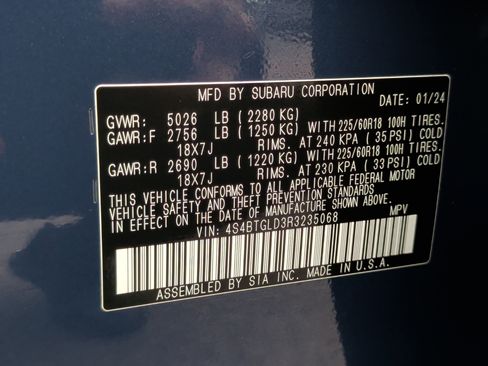 MFD BY SUBARU CORPORATION
DATE: 01/24
GVWR: 5026 LB (2280 KG)
GAWR:F 2756 LB (1250 KG) WITH 225/60R18 100H TIRES.
18X7J RIMS. AT 240 KPA (35 PSI) COLD
GAWR:R 2690 LB (1220 KG) WITH 225/60R18 100H TIRES.
18X7J RIMS. AT 230 KPA (33 PSI) COLD
THIS VEHICLE CONFORMS TO ALL APPLICABLE FEDERAL MOTOR
VEHICLE SAFETY AND THEFT PREVENTION STANDARDS
IN EFFECT ON THE DATE OF MANUFACTURE SHOWN ABOVE.
VIN: 4S4BTGLD3R3235068 MPV
ASSEMBLED BY SIA INC. MADE IN U.S.A.